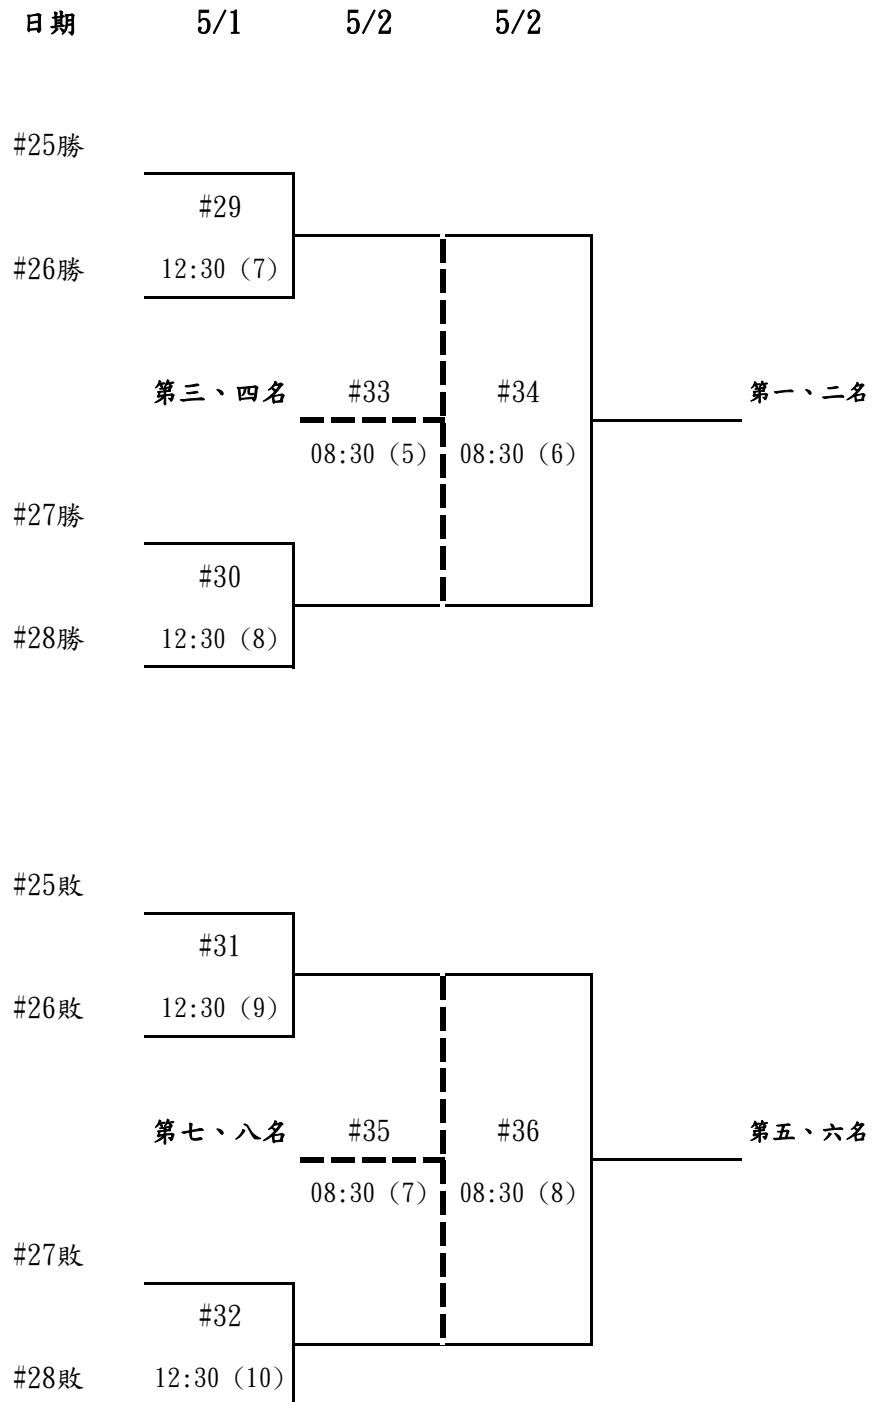 日期 5/1 5/2 5/2
#25勝
#29
#26勝 12:30 (7)
第三、四名 #33 #34 第一、二名
08:30 (5) 08:30 (6)
#27勝
#30
#28勝 12:30 (8)
#25敗
#31
#26敗 12:30 (9)
第七、八名 #35 #36 第五、六名
08:30 (7) 08:30 (8)
#27敗
#32
#28敗 12:30 (10)